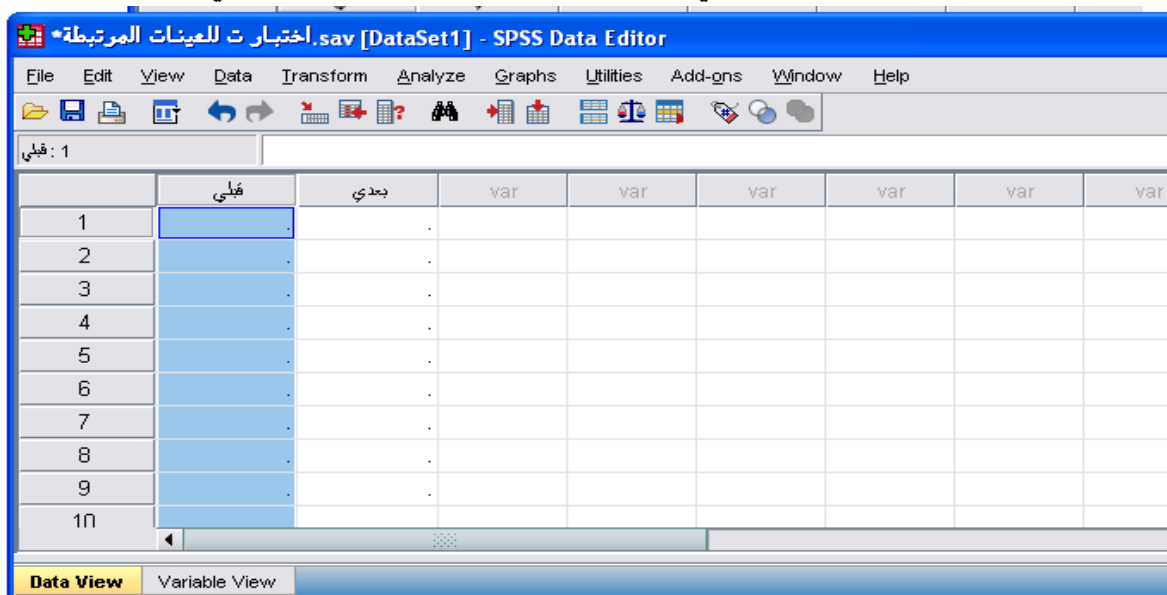 *اختبار ت للعينات المرتبطة.sav [DataSet1] - SPSS Data Editor
File Edit View Data Transform Analyze Graphs Utilities Add-ons Window Help
1 : قبلي
قبلي بعدي var var var var var var
1 . .
2 . .
3 . .
4 . .
5 . .
6 . .
7 . .
8 . .
9 . .
10
Data View Variable View